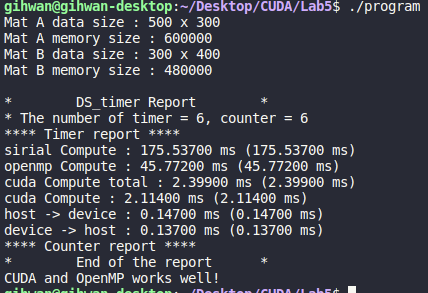 gihwan@gihwan-desktop:~/Desktop/CUDA/Lab5$ ./program
Mat A data size : 500 x 300
Mat A memory size : 600000
Mat B data size : 300 x 400
Mat B memory size : 480000
* DS_timer Report *
* The number of timer = 6, counter = 6
**** Timer report ****
sirial Compute : 175.53700 ms (175.53700 ms)
openmp Compute : 45.77200 ms (45.77200 ms)
cuda Compute total : 2.39900 ms (2.39900 ms)
cuda Compute : 2.11400 ms (2.11400 ms)
host -> device : 0.14700 ms (0.14700 ms)
device -> host : 0.13700 ms (0.13700 ms)
**** Counter report ****
* End of the report *
CUDA and OpenMP works well!
gihwan@gihwan-desktop:~/Desktop/CUDA/Lab5$